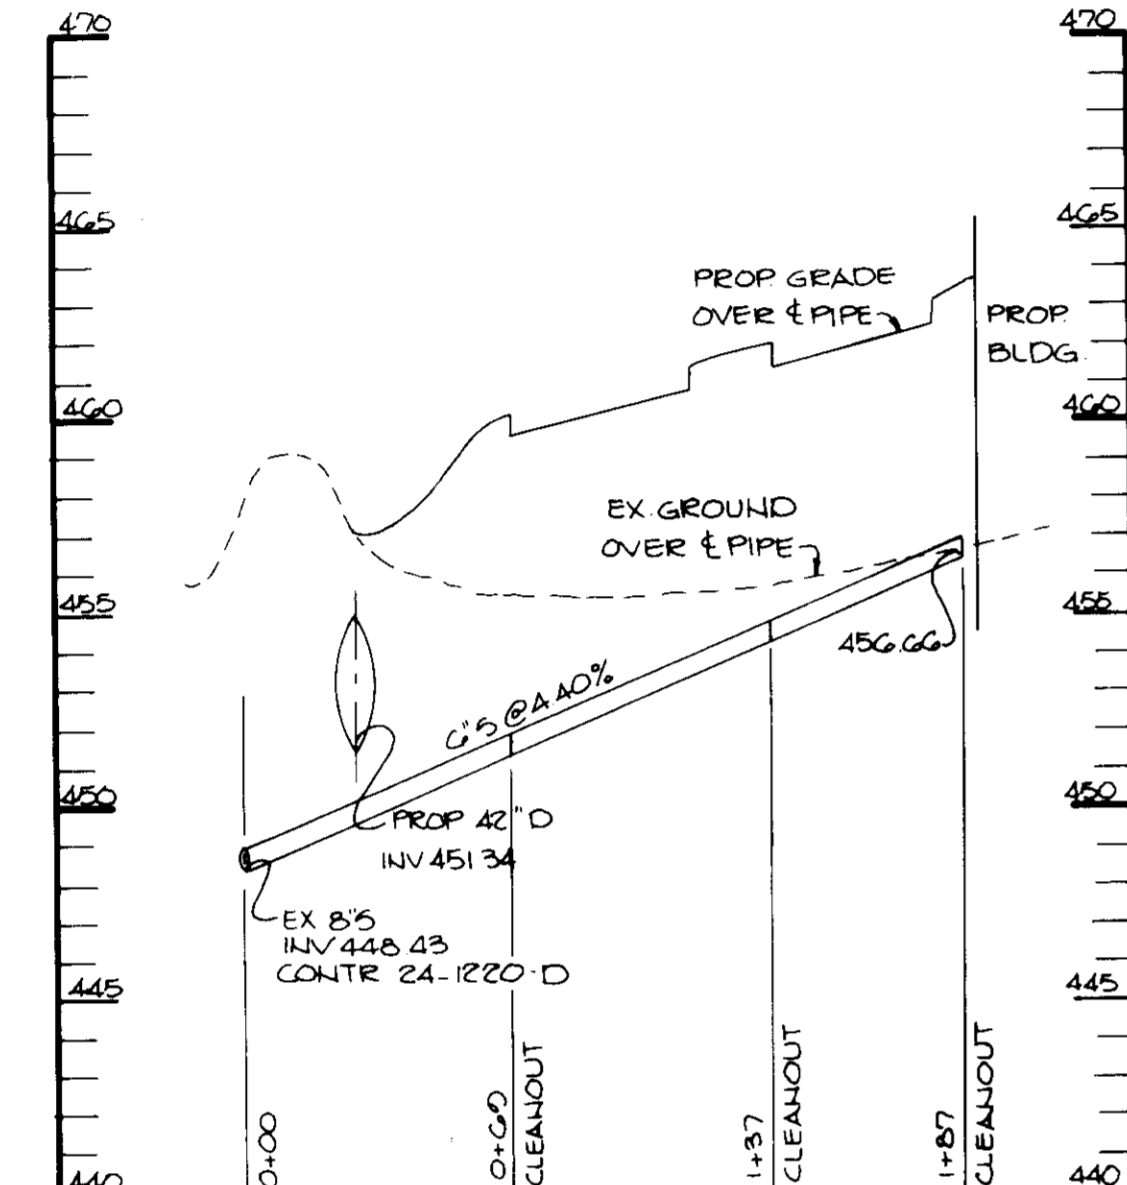 470
470
465
465
PROP. GRADE
OVER ℄ PIPE
PROP.
BLDG.
460
460
EX. GROUND
OVER ℄ PIPE
455
455
456.66
6"S @ 4.40%
450
450
PROP 42"D
INV 451.34
EX 8"S
INV 448.43
CONTR 24-1220-D
445
445
0+00
0+69
CLEANOUT
1+37
CLEANOUT
1+87
CLEANOUT
440
440